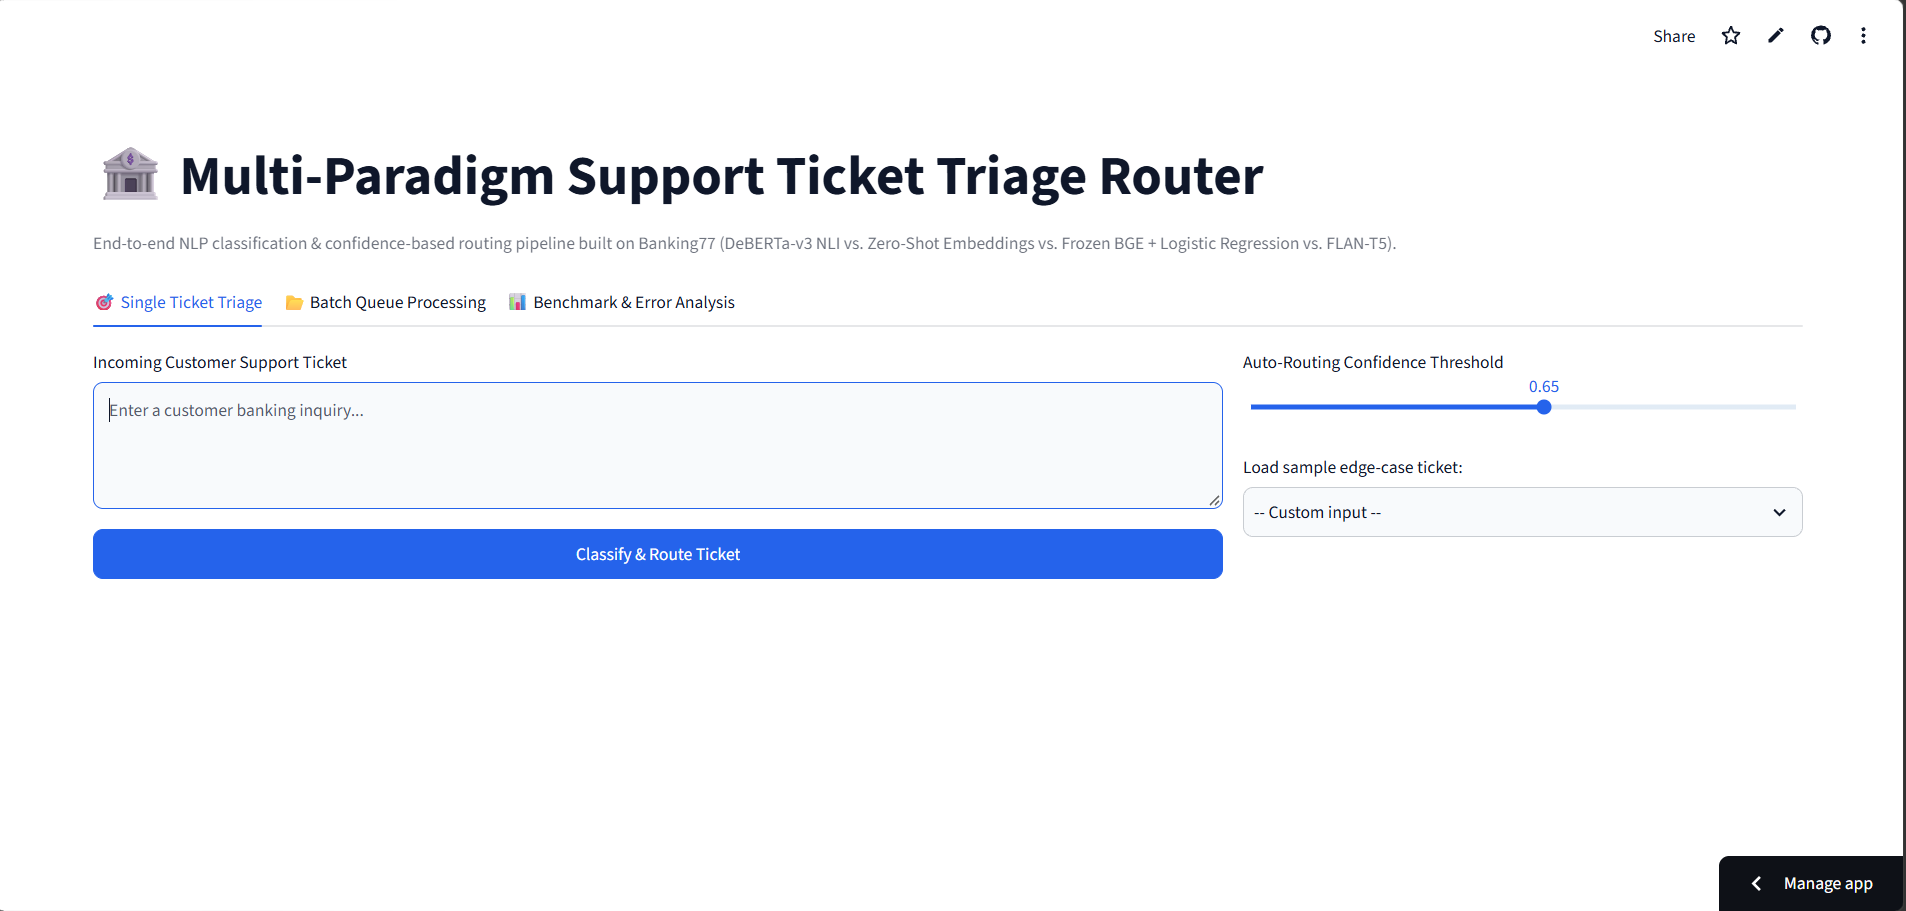 Share
Multi-Paradigm Support Ticket Triage Router
End-to-end NLP classification & confidence-based routing pipeline built on Banking77 (DeBERTa-v3 NLI vs. Zero-Shot Embeddings vs. Frozen BGE + Logistic Regression vs. FLAN-T5).
Single Ticket Triage
Batch Queue Processing
Benchmark & Error Analysis
Incoming Customer Support Ticket
Enter a customer banking inquiry...
Classify & Route Ticket
Auto-Routing Confidence Threshold
0.65
Load sample edge-case ticket:
-- Custom input --
Manage app